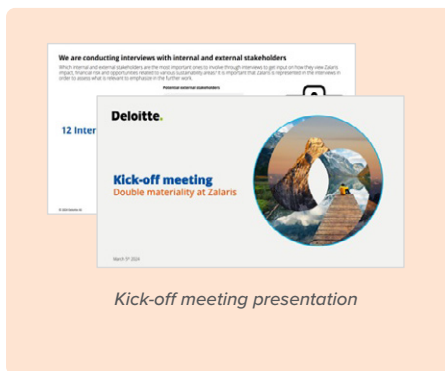 We are conducting interviews with internal and external stakeholders
Which internal and external stakeholders are the most important ones to involve through interviews to get input on how they view Zalaris
impact, financial risk and opportunities related to various sustainability areas? It is important that Zalaris is represented in the interviews in
order to assess what is relevant to emphasize in the further work.
Potential external stakeholders
12 Inter
Deloitte.
Kick-off meeting
Double materiality at Zalaris
March 5th 2024
Kick-off meeting presentation